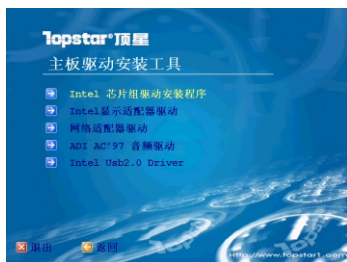 Topstar®顶星
主板驱动安装工具
Intel 芯片组驱动安装程序
Intel显示适配器驱动
网络适配器驱动
ADI AC'97 音频驱动
Intel Usb2.0 Driver
退出
返回
http://www.topstar1.com